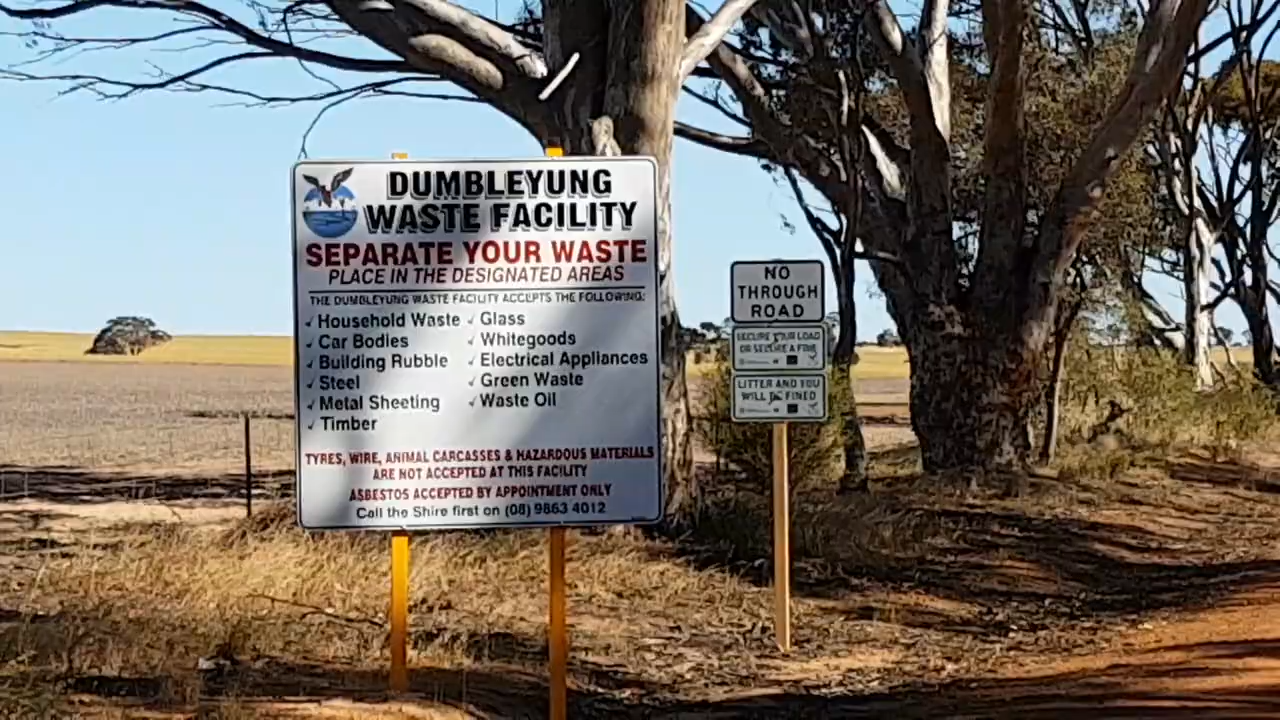 DUMBLEYUNG
WASTE FACILITY
SEPARATE YOUR WASTE
PLACE IN THE DESIGNATED AREAS
THE DUMBLEYUNG WASTE FACILITY ACCEPTS THE FOLLOWING:
✓ Household Waste ✓ Glass
✓ Car Bodies ✓ Whitegoods
✓ Building Rubble ✓ Electrical Appliances
✓ Steel ✓ Green Waste
✓ Metal Sheeting ✓ Waste Oil
✓ Timber
TYRES, WIRE, ANIMAL CARCASSES & HAZARDOUS MATERIALS
ARE NOT ACCEPTED AT THIS FACILITY
ASBESTOS ACCEPTED BY APPOINTMENT ONLY
Call the Shire first on (08) 9863 4012
NO
THROUGH
ROAD
SECURE YOUR LOAD
OR SECURE A FINE
LITTER AND YOU
WILL BE FINED